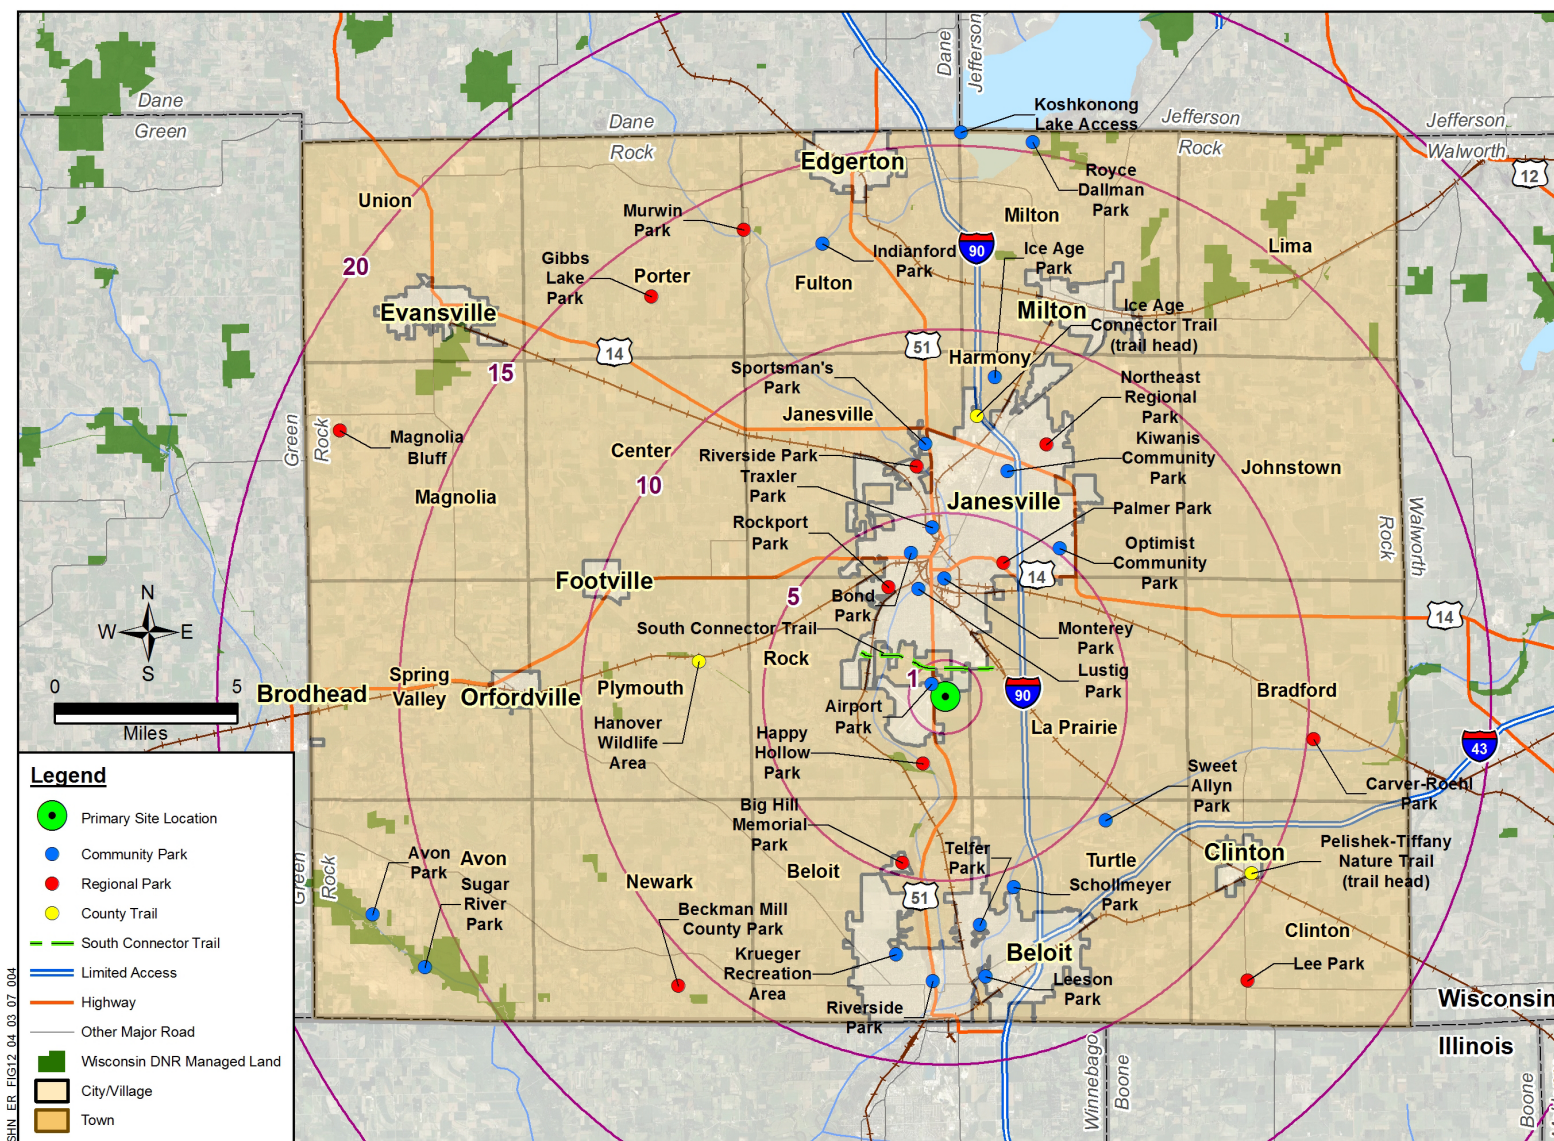 Dane
Jefferson
Koshkonong
Lake Access
Dane
Green
Dane
Rock
Jefferson
Rock
Jefferson
Walworth
12
Edgerton
Royce
Dallman
Park
Union
Murwin
Park
Milton
Lima
20
Gibbs
Lake
Park
Porter
Indianford
Park
90
Ice Age
Park
Fulton
Evansville
Milton
Ice Age
Connector Trail
(trail head)
14
51
Harmony
15
Sportsman's
Park
Northeast
Regional
Park
Janesville
Green
Rock
Magnolia
Bluff
Center
Riverside Park
Traxler
Park
Kiwanis
Community
Park
Johnstown
10
Magnolia
Janesville
Palmer Park
Rockport
Park
Optimist
Community
Park
Rock
Walworth
Footville
14
5
Bond
Park
14
N
W
E
S
South Connector Trail
Monterey
Park
Rock
Lustig
Park
0
5
Miles
Brodhead
Spring
Valley
Orfordville
Plymouth
1
90
Bradford
Airport
Park
Hanover
Wildlife
Area
La Prairie
Happy
Hollow
Park
43
Sweet
Allyn
Park
Carver-Roehl
Park
Big Hill
Memorial
Park
Telfer
Park
Clinton
Pelishek-Tiffany
Nature Trail
(trail head)
Green
Rock
Avon
Park
Avon
Sugar
River
Park
Beloit
Turtle
Newark
51
Schollmeyer
Park
Beckman Mill
County Park
Clinton
Krueger
Recreation
Area
Beloit
Lee Park
Leeson
Park
Riverside
Park
Wisconsin
Illinois
Winnebago
Boone
Boone
Legend
Primary Site Location
Community Park
Regional Park
County Trail
South Connector Trail
Limited Access
Highway
Other Major Road
Wisconsin DNR Managed Land
City/Village
Town
SHN_ER_FIG12_04_03_07_004